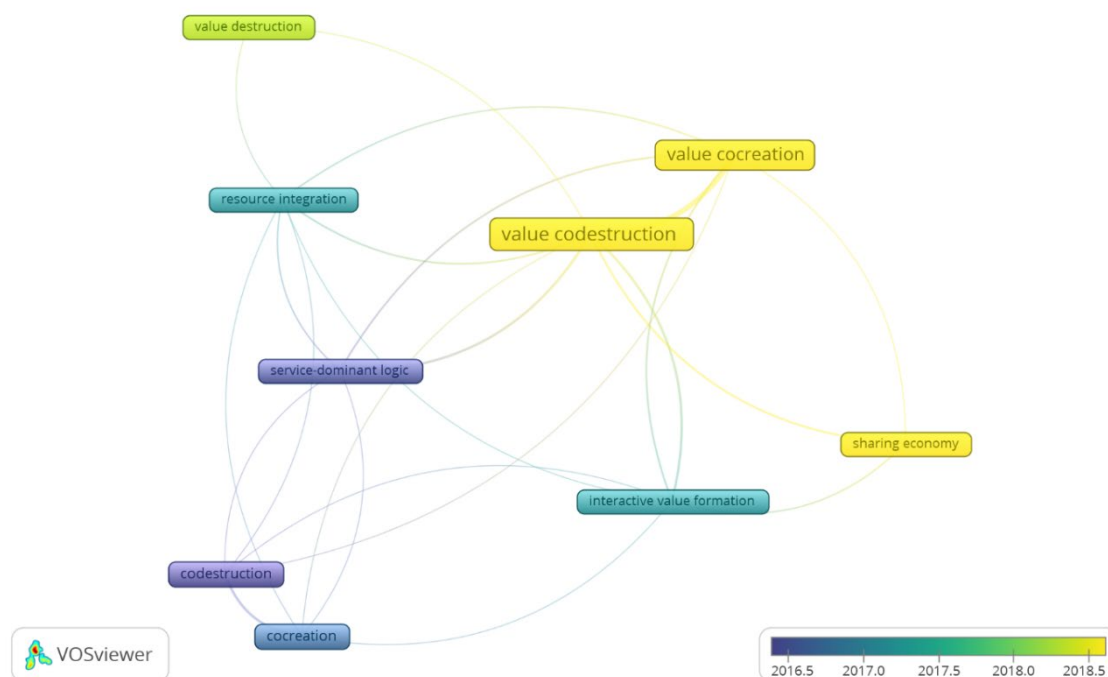 value destruction
value cocreation
resource integration
value codestruction
service-dominant logic
sharing economy
interactive value formation
codestruction
cocreation
VOSviewer
2016.5 2017.0 2017.5 2018.0 2018.5